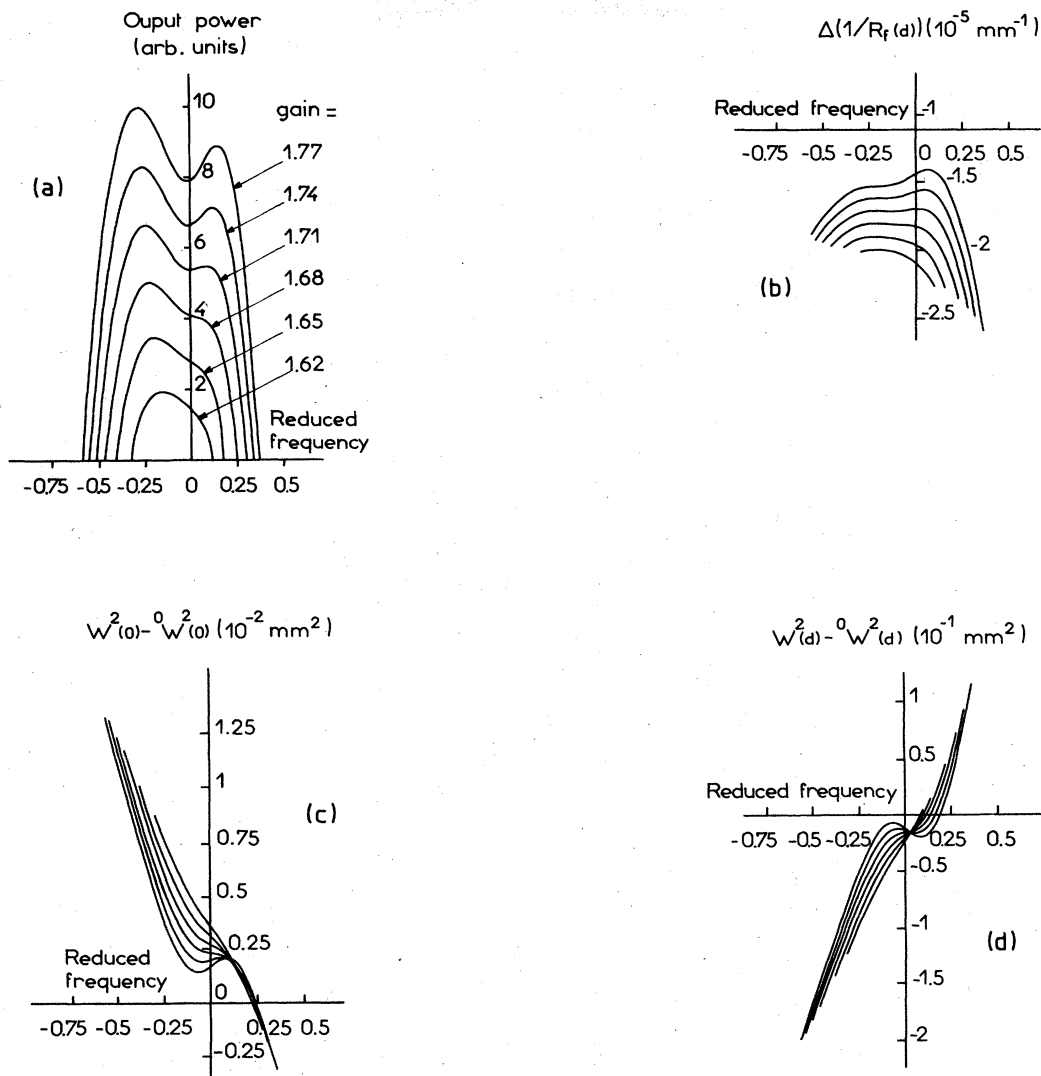 Ouput power
(arb. units)
10
8
6
4
2
gain =
1.77
1.74
1.71
1.68
1.65
1.62
(a)
Reduced
frequency
-0.75 -0.5 -0.25 0 0.25 0.5
Δ(1/R_f(d))(10⁻⁵ mm⁻¹)
Reduced frequency
-1
-0.75 -0.5 -0.25 0 0.25 0.5
-1.5
-2
-2.5
(b)
W²(0)-⁰W²(0) (10⁻² mm²)
1.25
1
0.75
0.5
0.25
0
(c)
Reduced
frequency
-0.75 -0.5 -0.25 0.25 0.5
-0.25
W²(d)-⁰W²(d) (10⁻¹ mm²)
1
0.5
Reduced frequency
-0.75 -0.5 -0.25 0.25 0.5
-0.5
-1
-1.5
-2
(d)